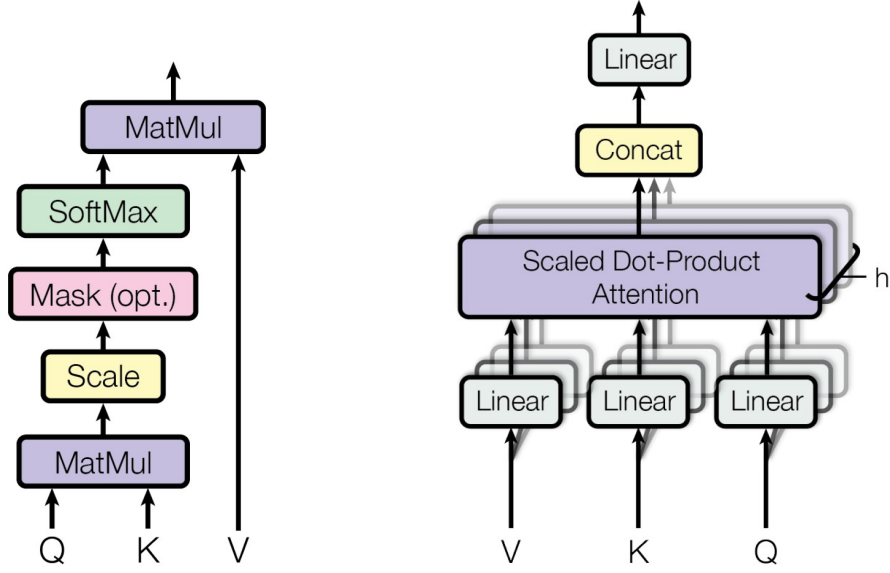 MatMul
SoftMax
Mask (opt.)
Scale
MatMul
Q K V
Linear
Concat
Scaled Dot-Product
Attention
h
Linear Linear Linear
V K Q